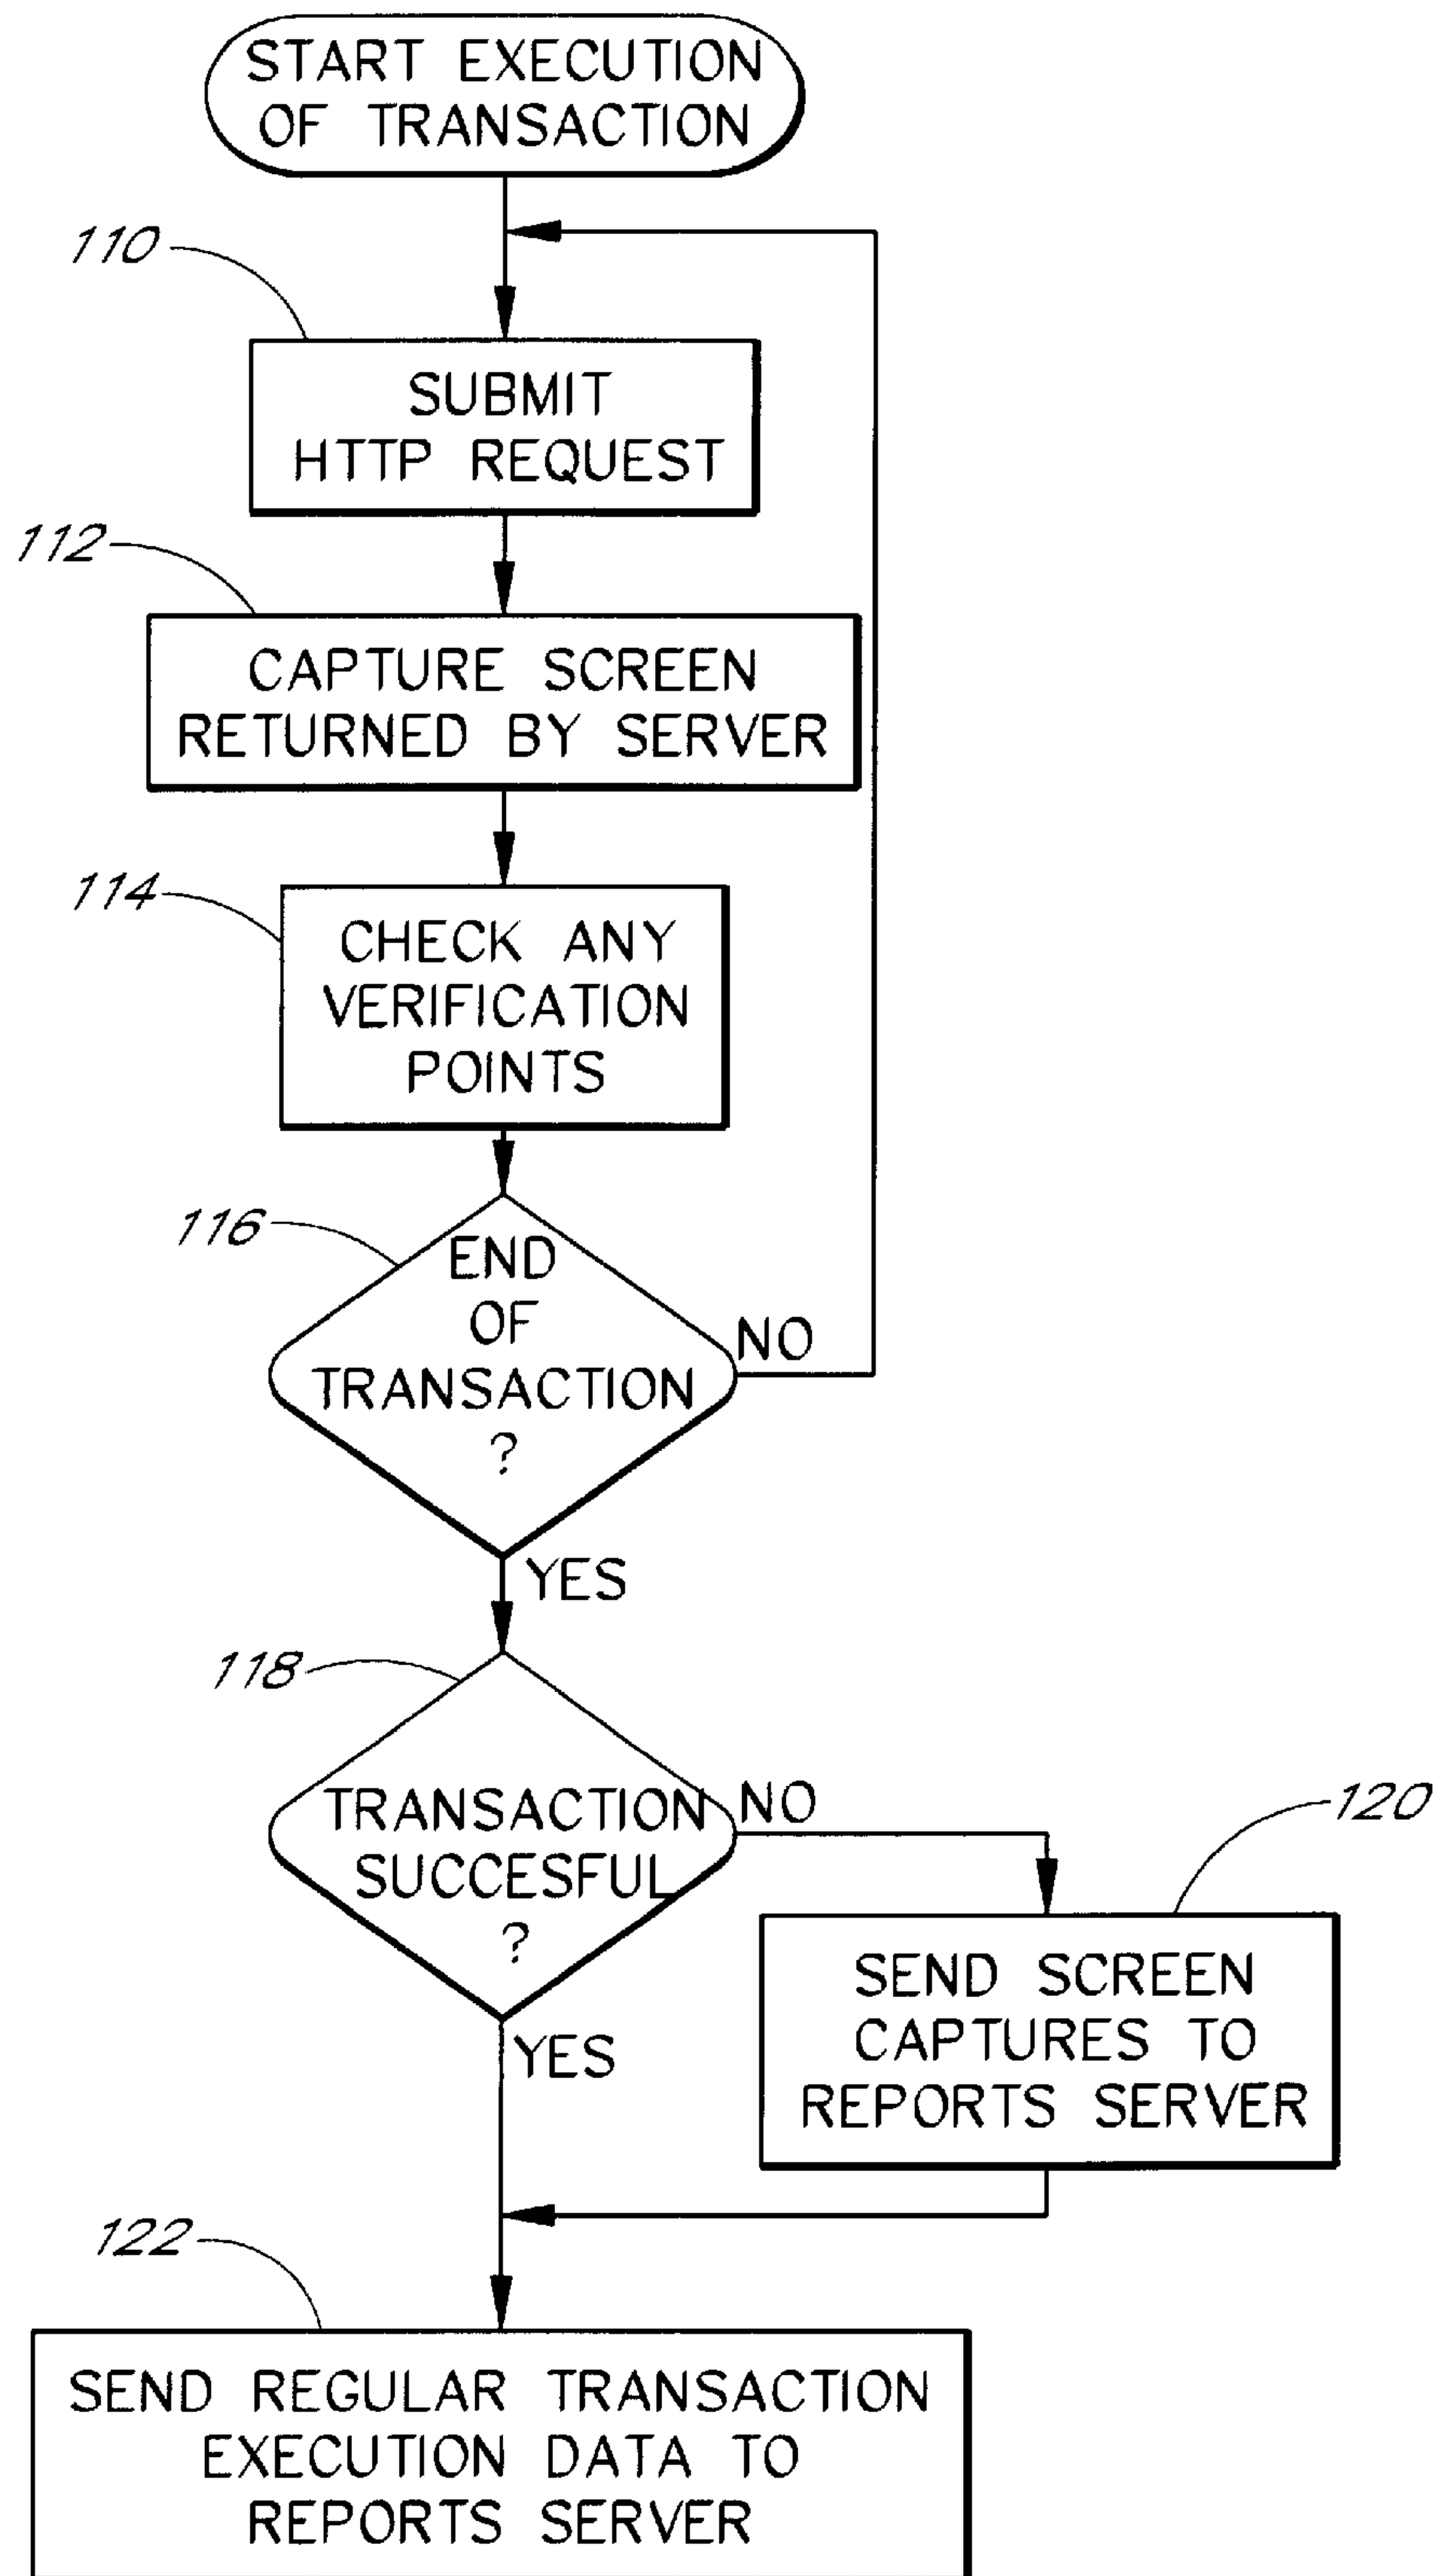 START EXECUTION
OF TRANSACTION
110
SUBMIT
HTTP REQUEST
112
CAPTURE SCREEN
RETURNED BY SERVER
114
CHECK ANY
VERIFICATION
POINTS
116
END
OF
TRANSACTION
?
NO
YES
118
TRANSACTION
SUCCESFUL
?
NO
120
YES
SEND SCREEN
CAPTURES TO
REPORTS SERVER
122
SEND REGULAR TRANSACTION
EXECUTION DATA TO
REPORTS SERVER